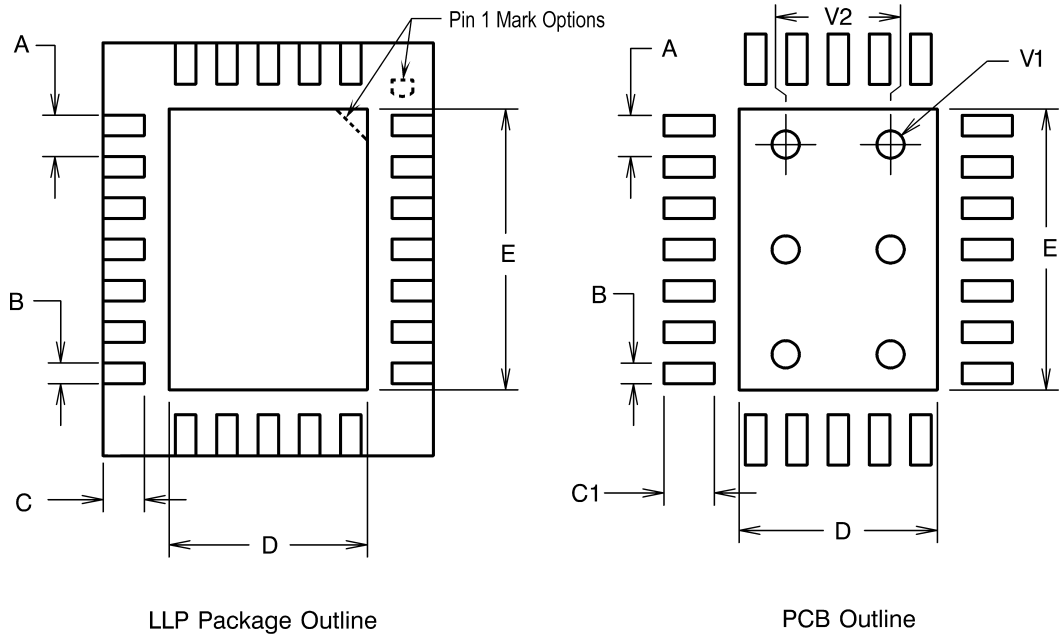 Pin 1 Mark Options
A
B
C
D
E
LLP Package Outline
V2
V1
A
B
C1
D
E
PCB Outline